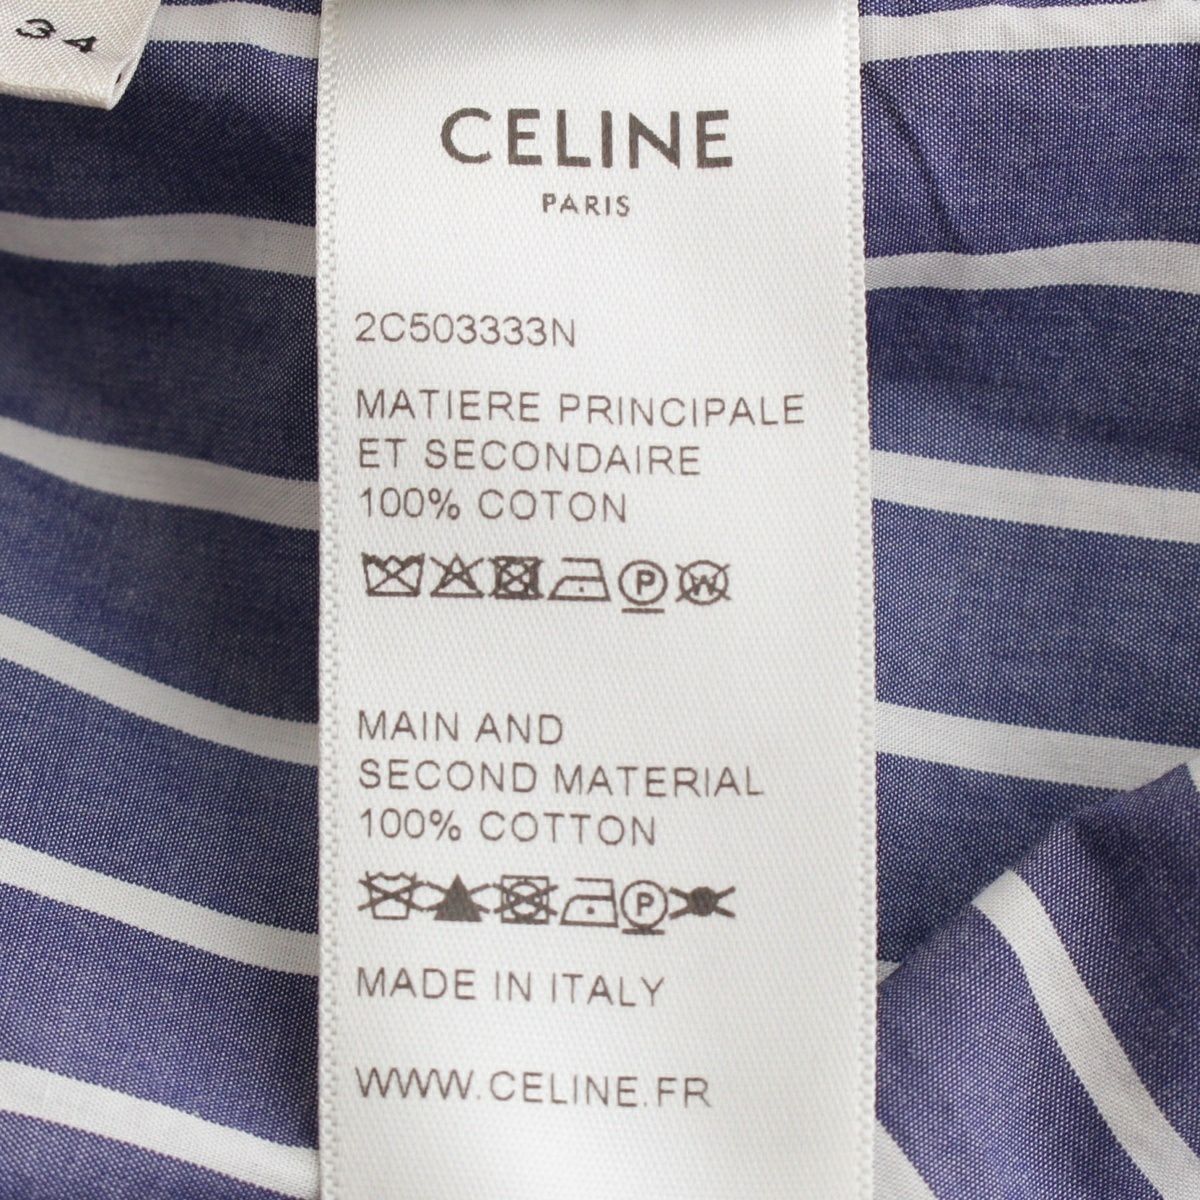 34
CELINE
PARIS
2C503333N
MATIERE PRINCIPALE
ET SECONDAIRE
100% COTON
P W
MAIN AND
SECOND MATERIAL
100% COTTON
P
MADE IN ITALY
WWW.CELINE.FR